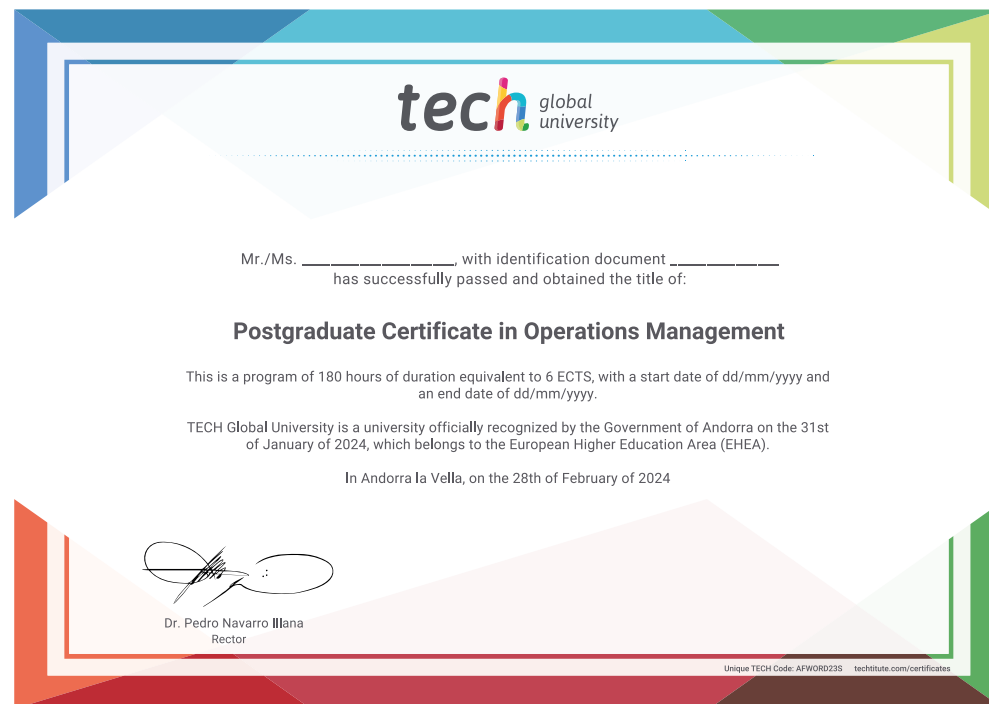 tech global
university
Mr./Ms. ____________, with identification document ____________
has successfully passed and obtained the title of:
Postgraduate Certificate in Operations Management
This is a program of 180 hours of duration equivalent to 6 ECTS, with a start date of dd/mm/yyyy and
an end date of dd/mm/yyyy.
TECH Global University is a university officially recognized by the Government of Andorra on the 31st
of January of 2024, which belongs to the European Higher Education Area (EHEA).
In Andorra la Vella, on the 28th of February of 2024
Dr. Pedro Navarro Illana
Rector
Unique TECH Code: AFWORD23S techtitute.com/certificates